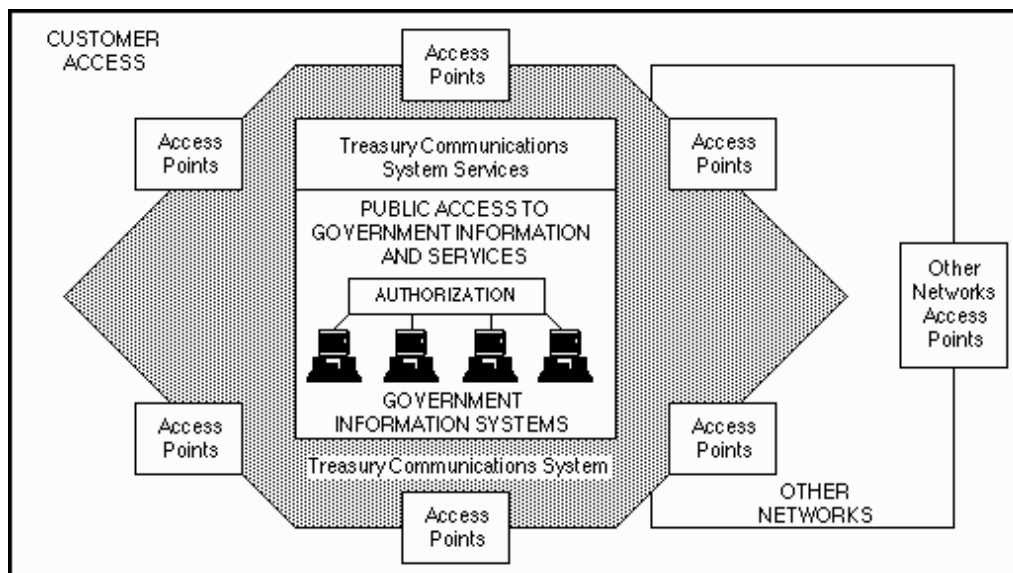 CUSTOMER
ACCESS
Access
Points
Access
Points
Access
Points
Treasury Communications
System Services
PUBLIC ACCESS TO
GOVERNMENT INFORMATION
AND SERVICES
AUTHORIZATION
GOVERNMENT
INFORMATION SYSTEMS
Other
Networks
Access
Points
Access
Points
Access
Points
Treasury Communications System
Access
Points
OTHER
NETWORKS